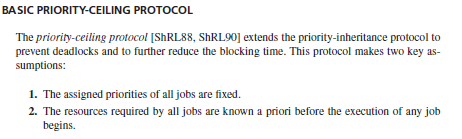 BASIC PRIORITY-CEILING PROTOCOL
The priority-ceiling protocol [ShRL88, ShRL90] extends the priority-inheritance protocol to
prevent deadlocks and to further reduce the blocking time. This protocol makes two key as-
sumptions:
1. The assigned priorities of all jobs are fixed.
2. The resources required by all jobs are known a priori before the execution of any job
begins.